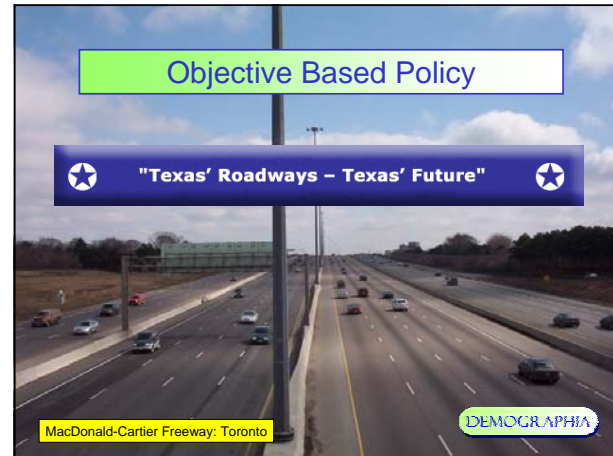 Objective Based Policy
"Texas' Roadways – Texas' Future"
MacDonald-Cartier Freeway: Toronto
DEMOGRAPHIA